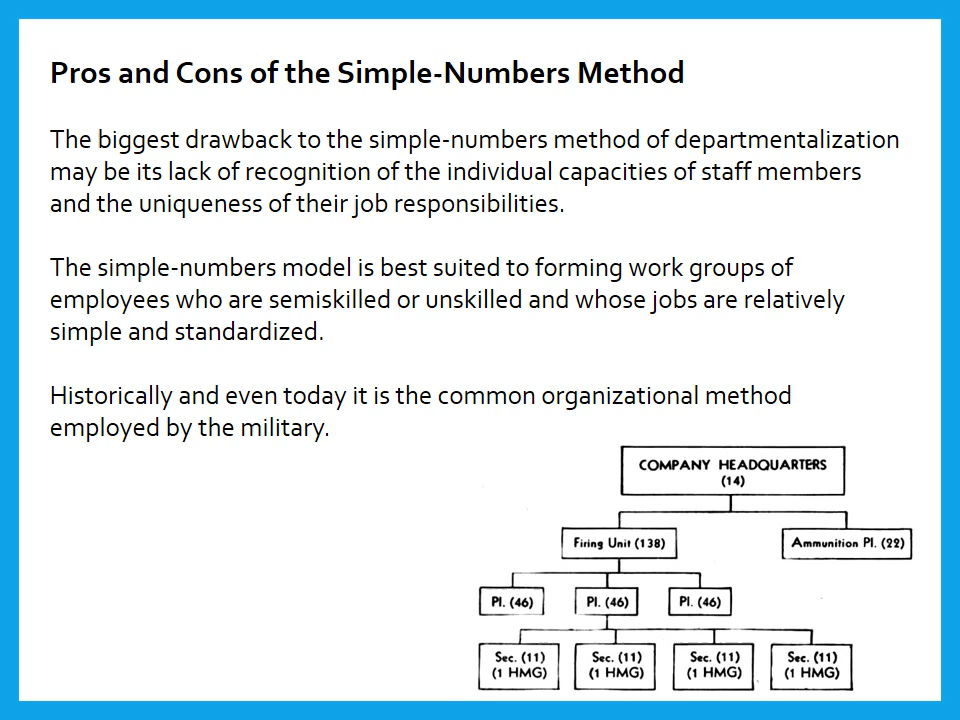 Pros and Cons of the Simple-Numbers Method
The biggest drawback to the simple-numbers method of departmentalization
may be its lack of recognition of the individual capacities of staff members
and the uniqueness of their job responsibilities.
The simple-numbers model is best suited to forming work groups of
employees who are semiskilled or unskilled and whose jobs are relatively
simple and standardized.
Historically and even today it is the common organizational method
employed by the military.
COMPANY HEADQUARTERS
(14)
Firing Unit (138)
Ammunition Pl. (22)
Pl. (46)
Pl. (46)
Pl. (46)
Sec. (11)
(1 HMG)
Sec. (11)
(1 HMG)
Sec. (11)
(1 HMG)
Sec. (11)
(1 HMG)